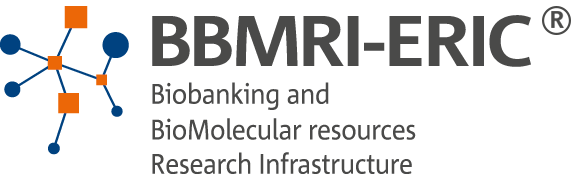 BBMRI-ERIC®
Biobanking and
BioMolecular resources
Research Infrastructure